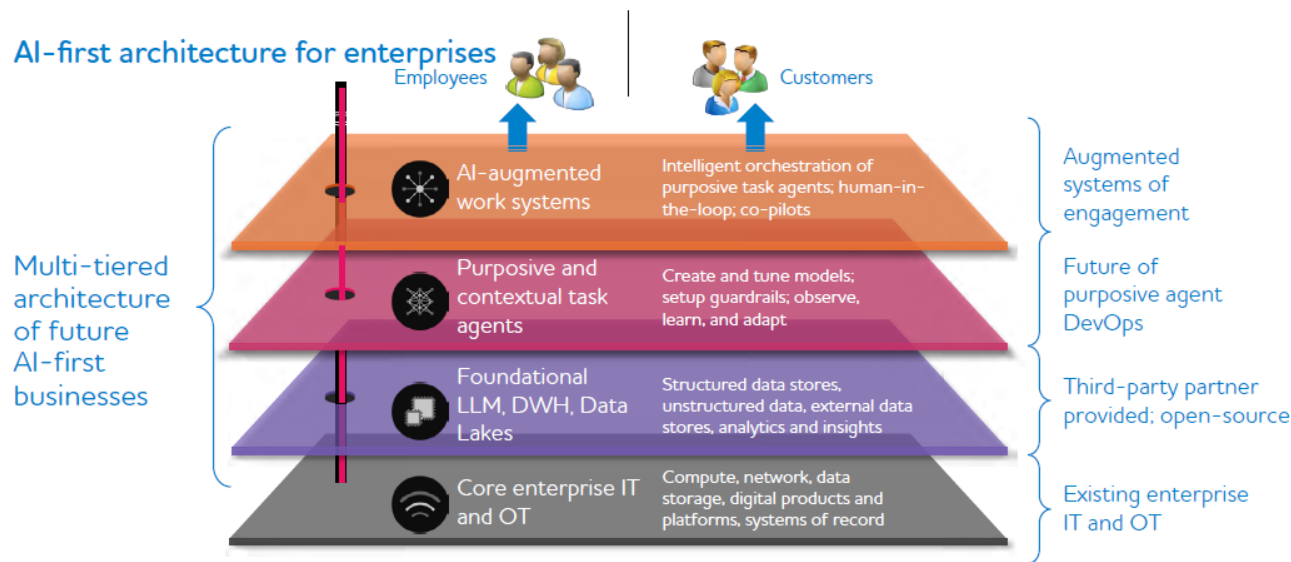 AI-first architecture for enterprises
Employees
Customers
Multi-tiered
architecture
of future
AI-first
businesses
AI-augmented
work systems
Intelligent orchestration of
purposive task agents; human-in-
the-loop; co-pilots
Purposive and
contextual task
agents
Create and tune models;
setup guardrails; observe,
learn, and adapt
Foundational
LLM, DWH, Data
Lakes
Structured data stores,
unstructured data, external data
stores, analytics and insights
Core enterprise IT
and OT
Compute, network, data
storage, digital products and
platforms, systems of record
Augmented
systems of
engagement
Future of
purposive agent
DevOps
Third-party partner
provided; open-source
Existing enterprise
IT and OT